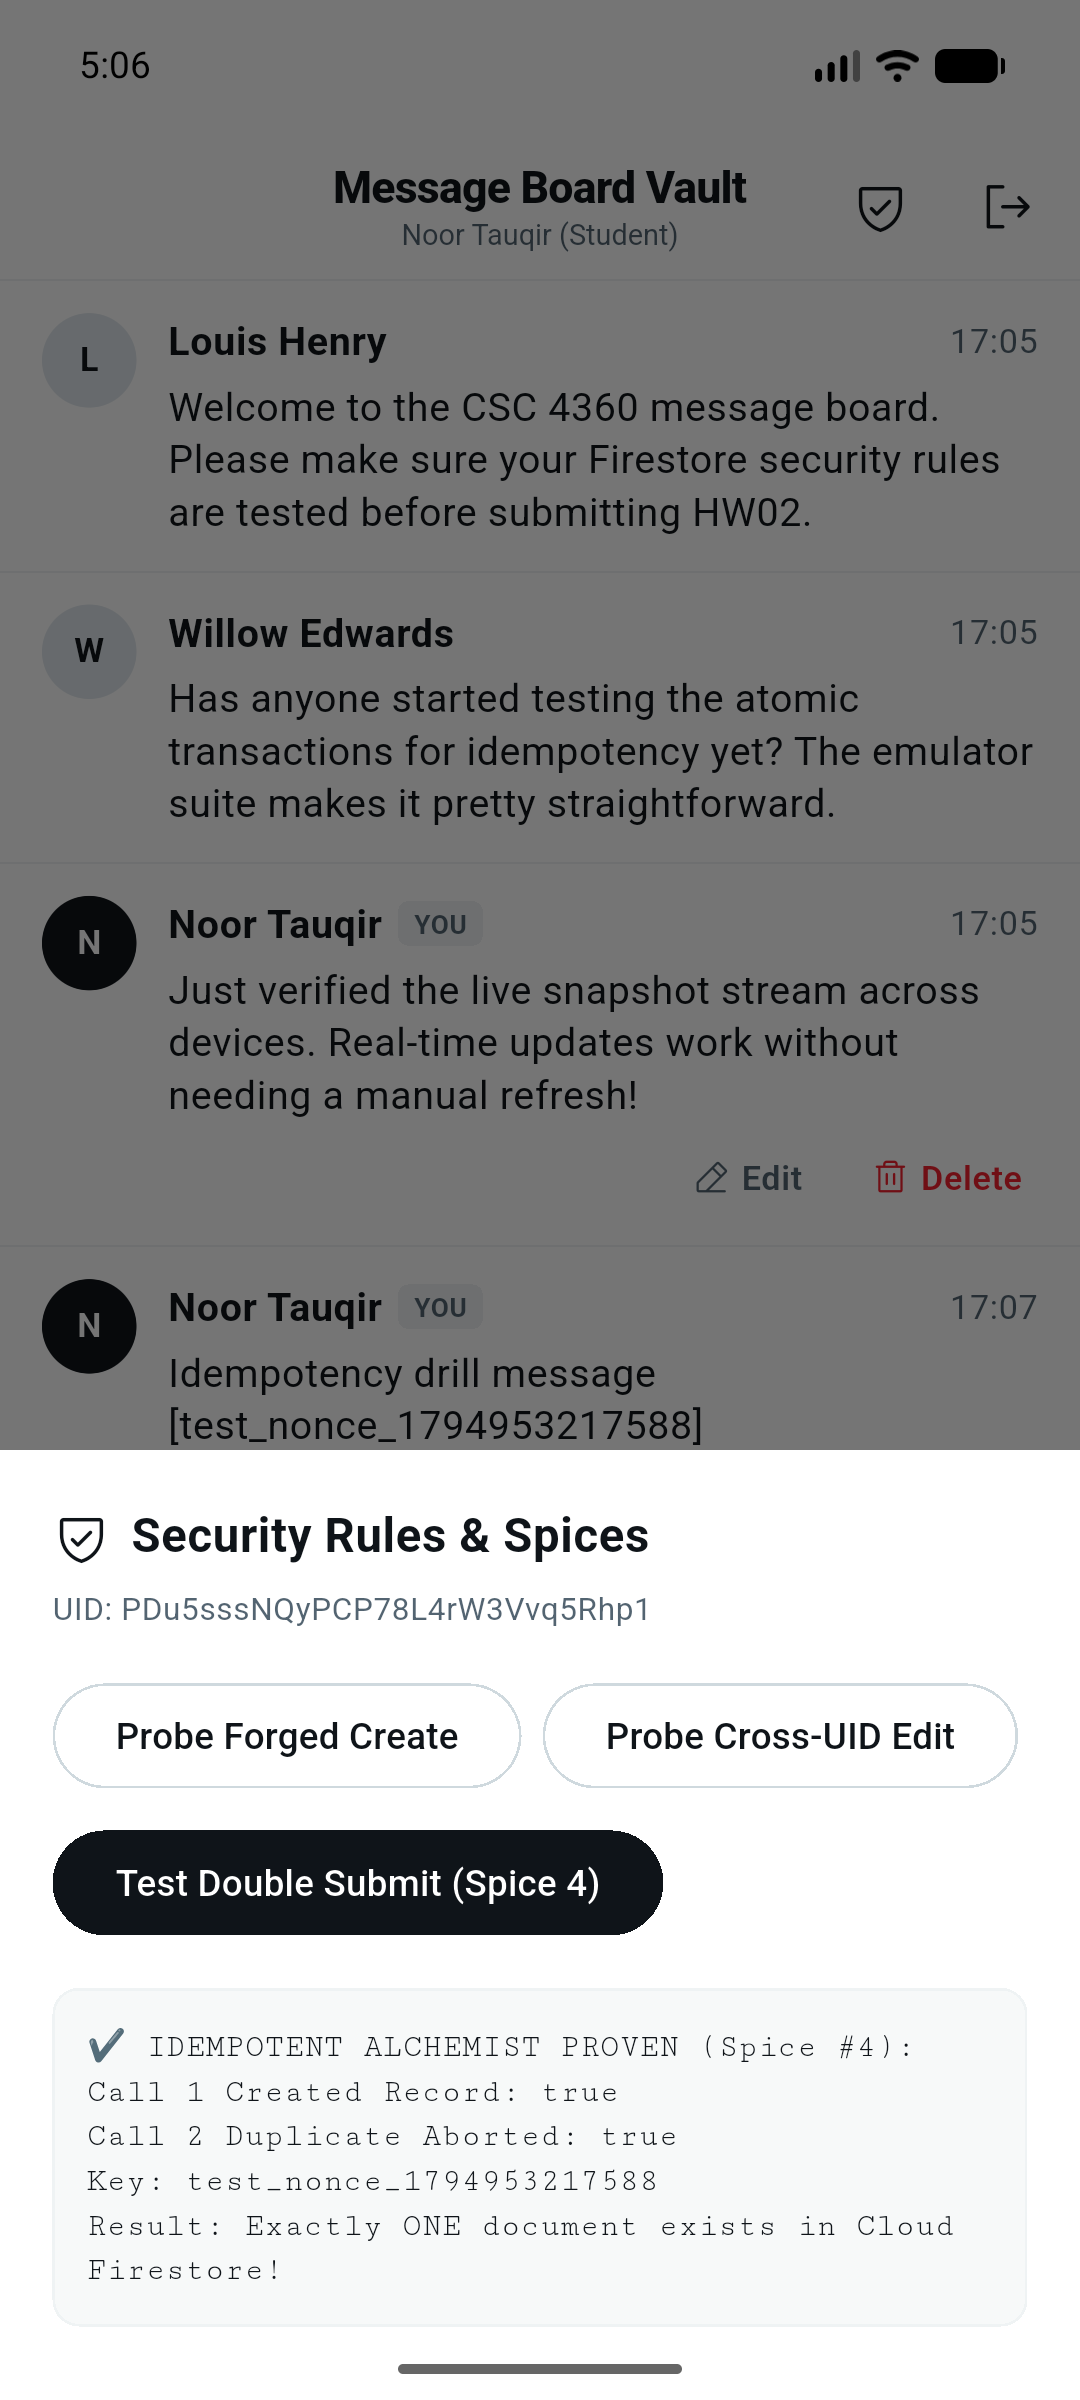 5:06
Message Board Vault
Noor Tauqir (Student)
L
Louis Henry
17:05
Welcome to the CSC 4360 message board.
Please make sure your Firestore security rules
are tested before submitting HW02.
W
Willow Edwards
17:05
Has anyone started testing the atomic
transactions for idempotency yet? The emulator
suite makes it pretty straightforward.
N
Noor Tauqir YOU
17:05
Just verified the live snapshot stream across
devices. Real-time updates work without
needing a manual refresh!
Edit
Delete
N
Noor Tauqir YOU
17:07
Idempotency drill message
[test_nonce_1794953217588]
Security Rules & Spices
UID: PDu5sssNQyPCP78L4rW3Vvq5Rhp1
Probe Forged Create
Probe Cross-UID Edit
Test Double Submit (Spice 4)
✔ IDEMPOTENT ALCHEMIST PROVEN (Spice #4):
Call 1 Created Record: true
Call 2 Duplicate Aborted: true
Key: test_nonce_1794953217588
Result: Exactly ONE document exists in Cloud
Firestore!